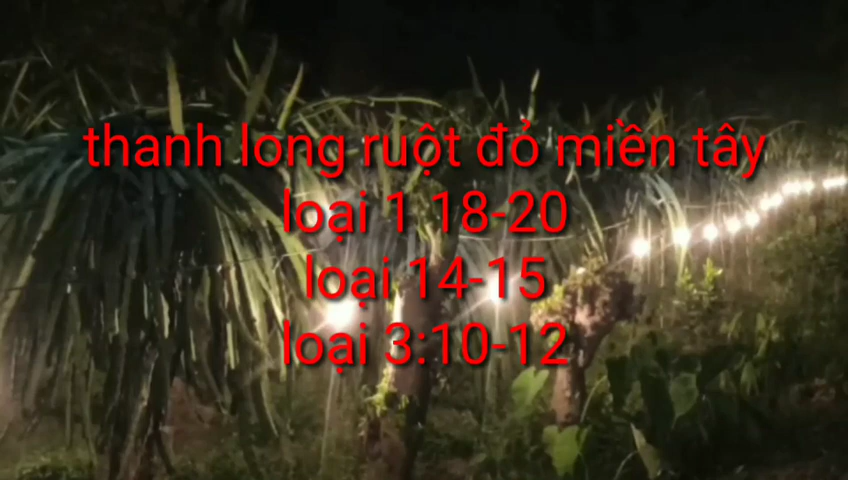 thanh long ruột đỏ miền tây
loại 1 18-20
loại 14-15
loại 3:10-12